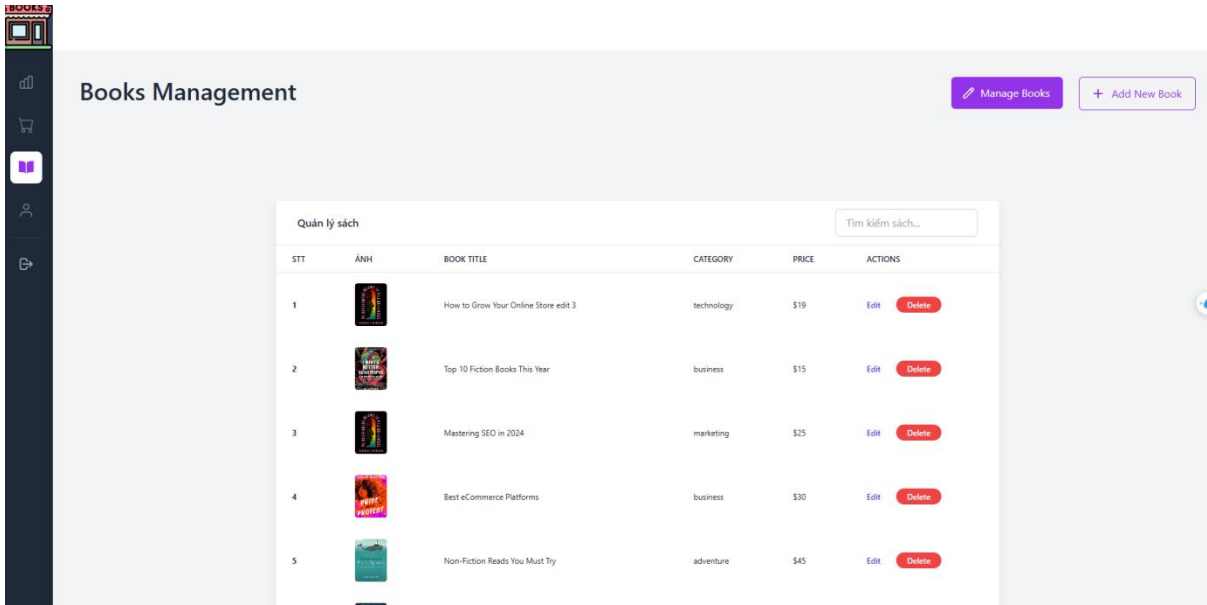 BOOKS
Books Management
Manage Books
+ Add New Book
Quản lý sách
Tìm kiếm sách...
STT ẢNH BOOK TITLE CATEGORY PRICE ACTIONS
1 How to Grow Your Online Store edit 3 technology $19 Edit Delete
2 Top 10 Fiction Books This Year business $15 Edit Delete
3 Mastering SEO in 2024 marketing $25 Edit Delete
4 PRIDE PROTEST Best eCommerce Platforms business $30 Edit Delete
5 Non-Fiction Reads You Must Try adventure $45 Edit Delete